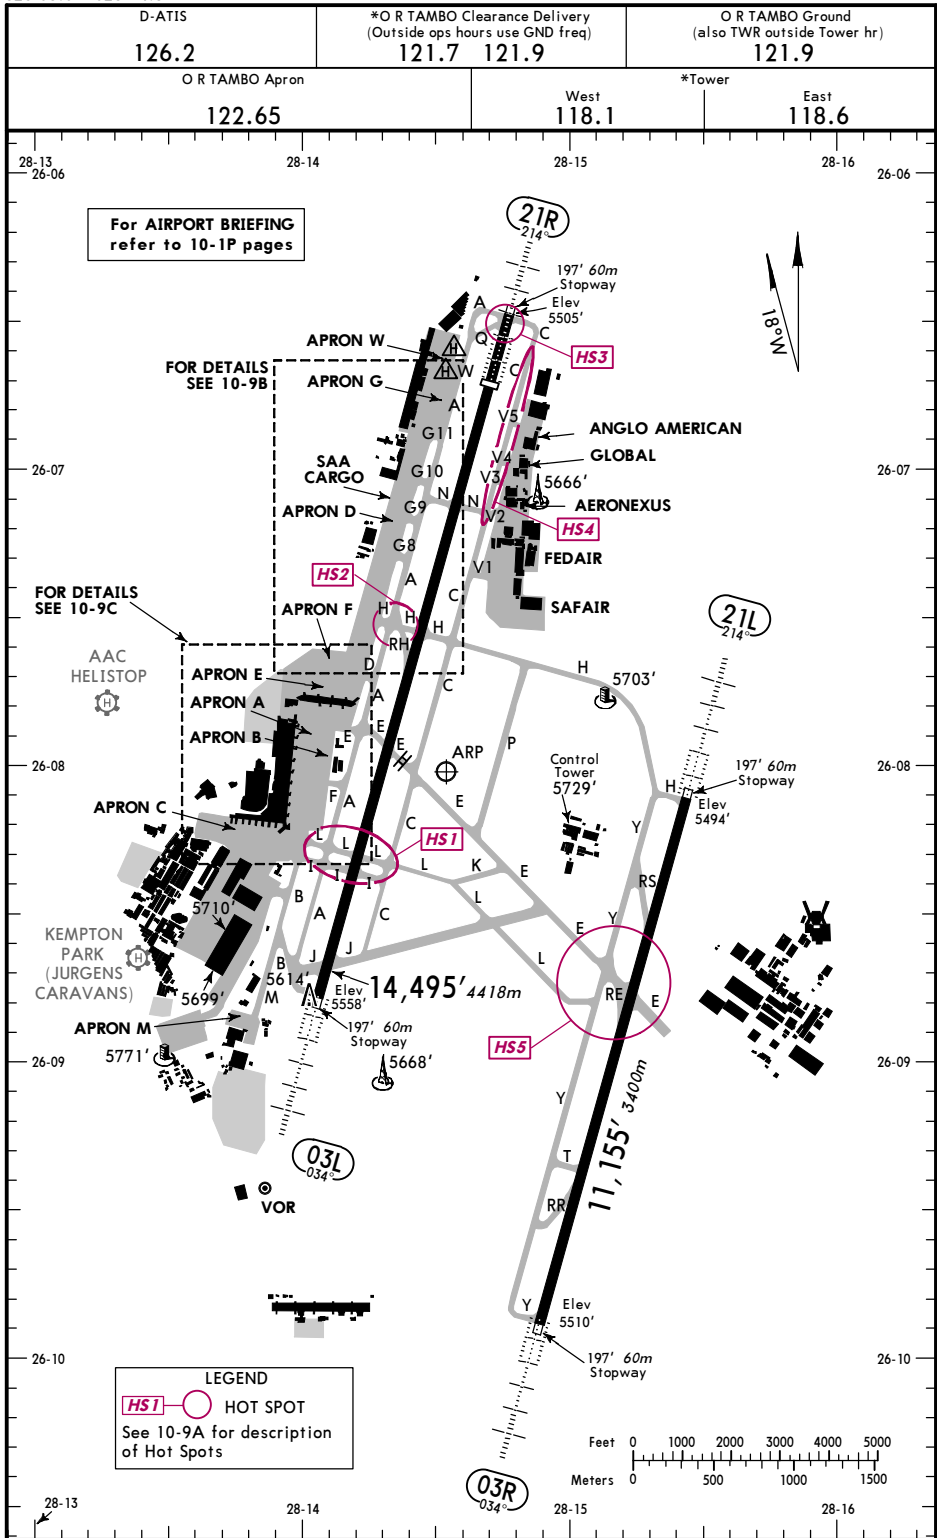 D-ATIS
126.2
*O R TAMBO Clearance Delivery
(Outside ops hours use GND freq)
121.7 121.9
O R TAMBO Ground
(also TWR outside Tower hr)
121.9
O R TAMBO Apron
122.65
*Tower
West
118.1
East
118.6
28-13
28-14
28-15
28-16
26-06
26-06
For AIRPORT BRIEFING
refer to 10-1P pages
21R
214°
197' 60m
Stopway
Elev
5505'
18°W
A
Q
C
HS3
APRON W
H
H
W
C
FOR DETAILS
SEE 10-9B
APRON G
A
V5
G11
ANGLO AMERICAN
V4
GLOBAL
26-07
26-07
SAA
CARGO
G10
V3
5666'
N
N
G9
V2
AERONEXUS
APRON D
HS4
G8
FEDAIR
V1
HS2
A
C
FOR DETAILS
SEE 10-9C
APRON F
H
H
H
SAFAIR
21L
214°
RH
AAC
HELISTOP
H
D
H
APRON E
C
5703'
A
APRON A
E
E
P
APRON B
E
H
ARP
26-08
26-08
Control
Tower
5729'
197' 60m
Stopway
H
F
A
E
Elev
5494'
APRON C
C
Y
L
L
L
HS1
L
K
E
I
I
I
RS
B
L
5710'
A
C
Y
E
KEMPTON
PARK
(JURGENS
CARAVANS)
H
J
J
B
L
5614'
M
Elev
5558'
14,495' 4418m
RE
E
5699'
197' 60m
Stopway
APRON M
HS5
5771'
5668'
26-09
26-09
Y
11,155' 3400m
T
03L
034°
RR
VOR
Y
Elev
5510'
197' 60m
Stopway
26-10
26-10
LEGEND
HS1
HOT SPOT
See 10-9A for description
of Hot Spots
03R
034°
Feet 0 1000 2000 3000 4000 5000
Meters 0 500 1000 1500
28-13
28-14
28-15
28-16